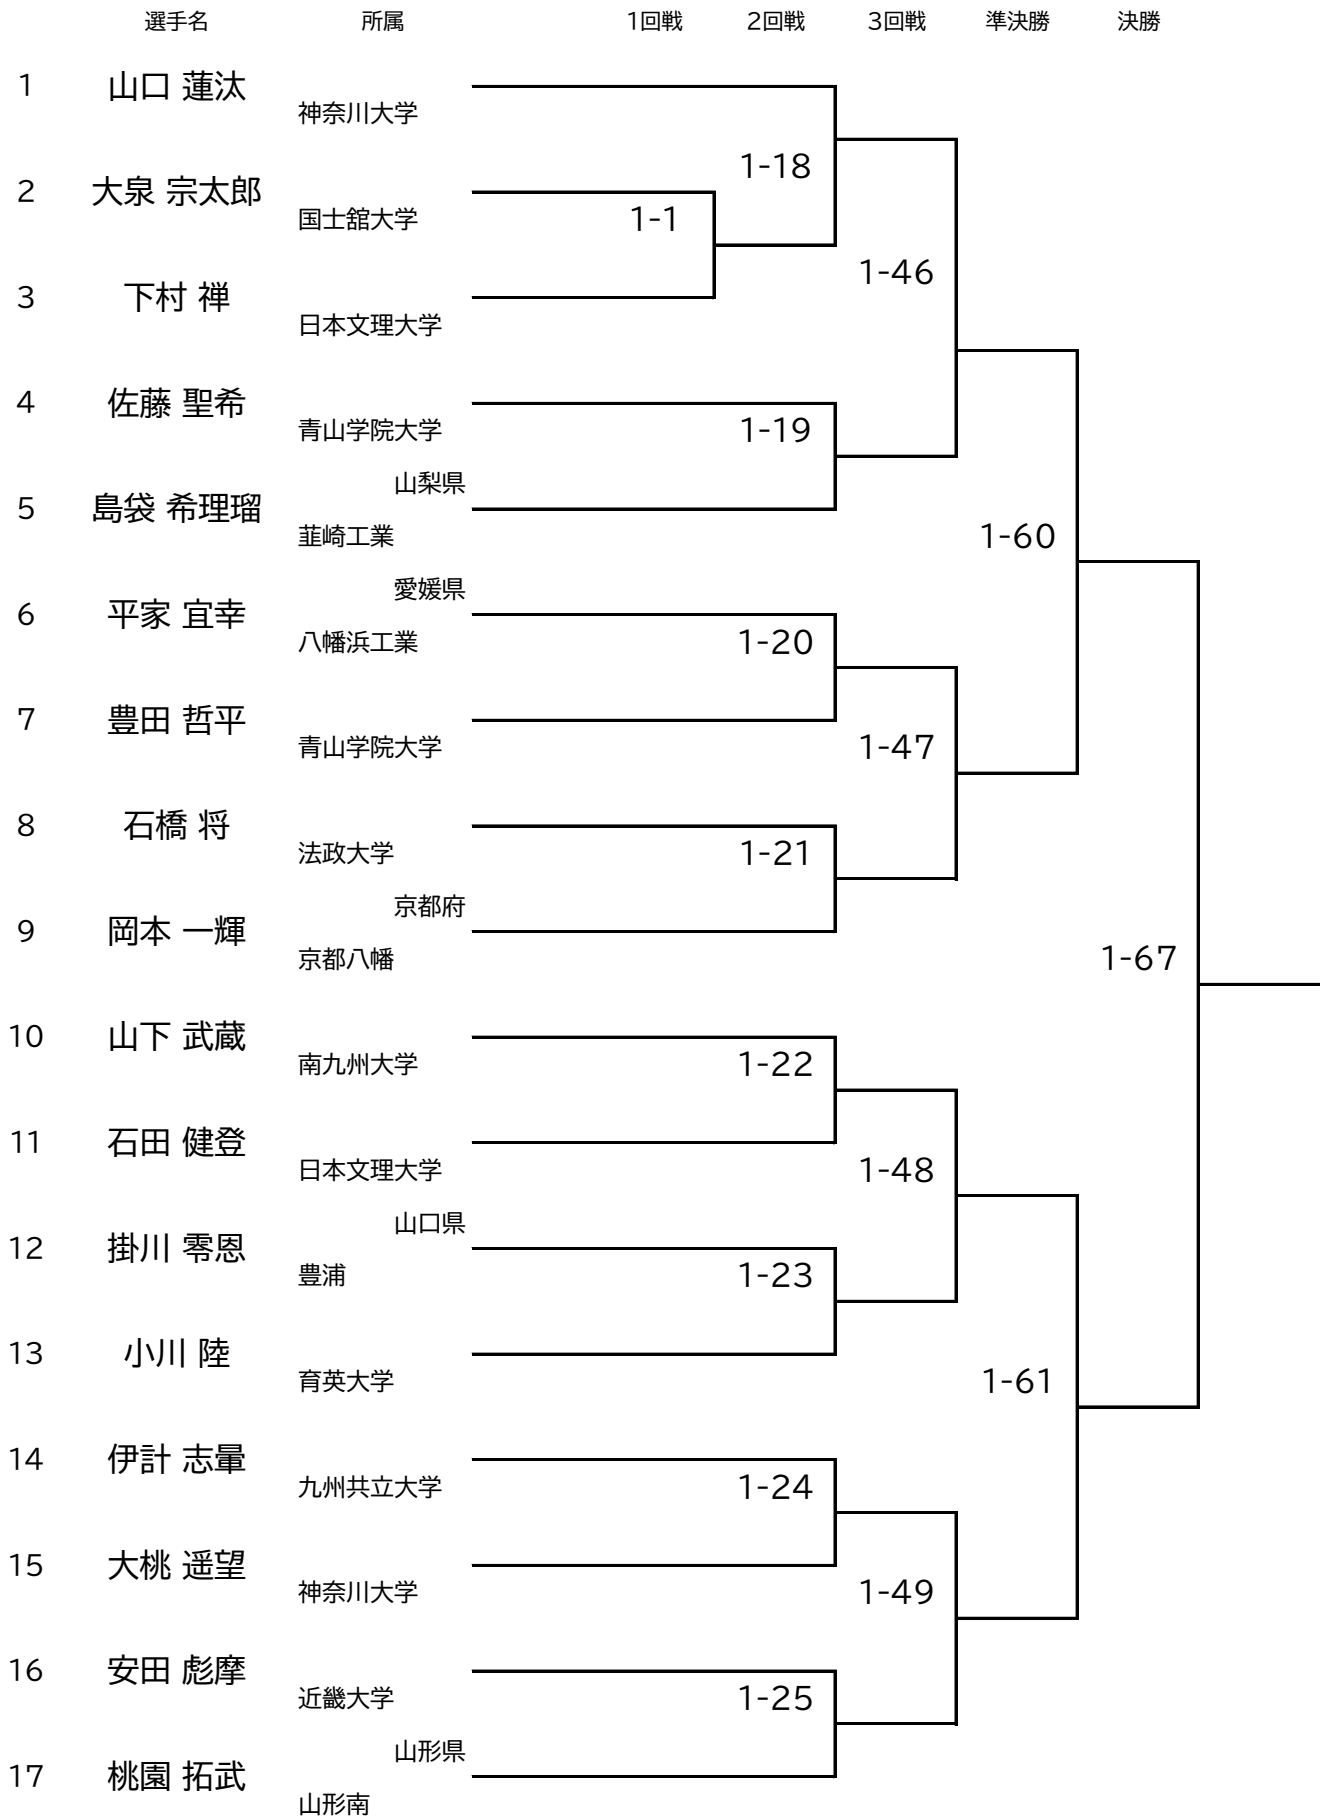 選手名 所属 1回戦 2回戦 3回戦 準決勝 決勝
1 山口 蓮汰
神奈川大学
1-18
2 大泉 宗太郎
国士舘大学 1-1
1-46
3 下村 禅
日本文理大学
4 佐藤 聖希
青山学院大学 1-19
山梨県
5 島袋 希理瑠
韮崎工業 1-60
愛媛県
6 平家 宜幸
八幡浜工業 1-20
7 豊田 哲平
青山学院大学 1-47
8 石橋 将
法政大学 1-21
京都府
9 岡本 一輝
京都八幡 1-67
10 山下 武蔵
南九州大学 1-22
11 石田 健登
日本文理大学 1-48
山口県
12 掛川 零恩
豊浦 1-23
13 小川 陸
育英大学 1-61
14 伊計 志暈
九州共立大学 1-24
15 大桃 遥望
神奈川大学 1-49
16 安田 彪摩
近畿大学 1-25
山形県
17 桃園 拓武
山形南